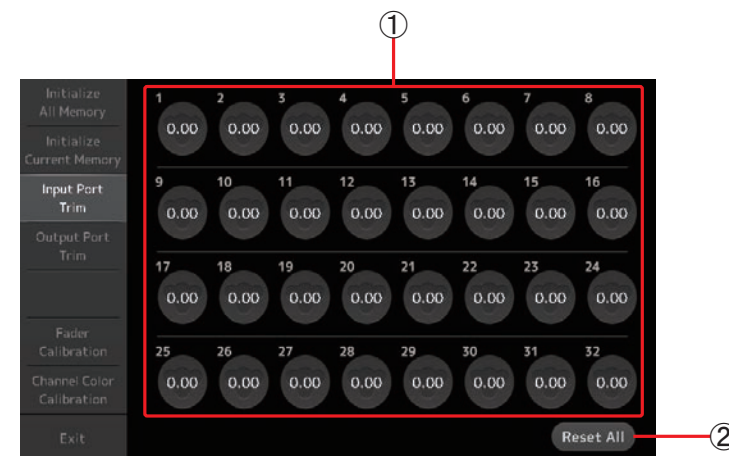 ①
Initialize
All Memory
Initialize
Current Memory
Input Port
Trim
Output Port
Trim
Fader
Calibration
Channel Color
Calibration
Exit
1 2 3 4 5 6 7 8
0.00 0.00 0.00 0.00 0.00 0.00 0.00 0.00
9 10 11 12 13 14 15 16
0.00 0.00 0.00 0.00 0.00 0.00 0.00 0.00
17 18 19 20 21 22 23 24
0.00 0.00 0.00 0.00 0.00 0.00 0.00 0.00
25 26 27 28 29 30 31 32
0.00 0.00 0.00 0.00 0.00 0.00 0.00 0.00
Reset All
②